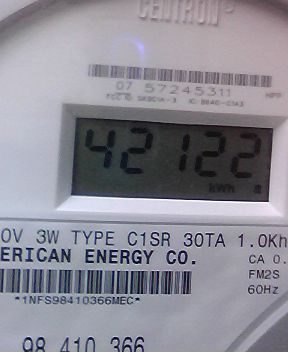 CENTRON®
07 57245311
42122
kWh
0V 3W TYPE C1SR 30TA 1.0Kh
ERICAN ENERGY CO.
CA 0.
FM2S
60Hz
*1NFS98410366MEC*
98 410 366